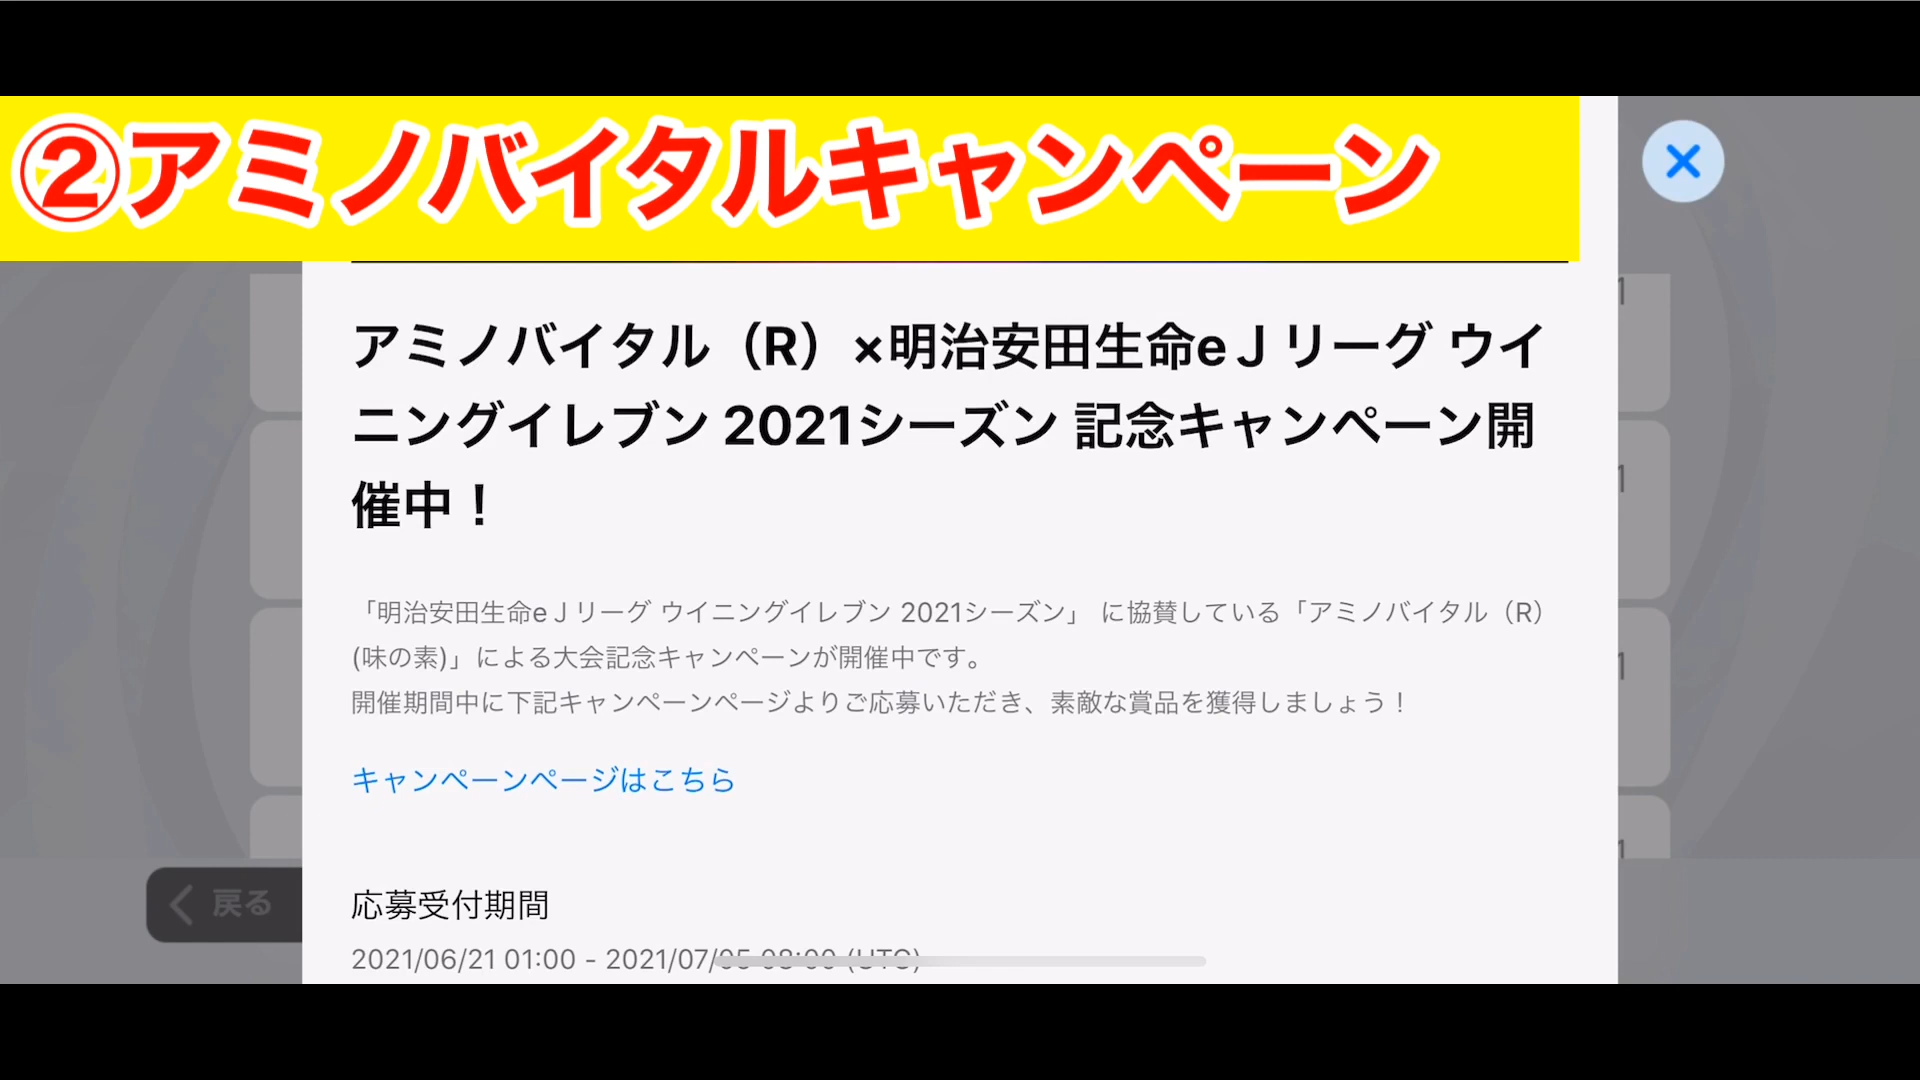 ②アミノバイタルキャンペーン
アミノバイタル（R）×明治安田生命eＪリーグ ウイ
ニングイレブン 2021シーズン 記念キャンペーン開
催中！
「明治安田生命eＪリーグ ウイニングイレブン 2021シーズン」 に協賛している「アミノバイタル（R）
(味の素)」による大会記念キャンペーンが開催中です。
開催期間中に下記キャンペーンページよりご応募いただき、素敵な賞品を獲得しましょう！
キャンペーンページはこちら
応募受付期間
戻る
2021/06/21 01:00 - 2021/07/05 08:00 (UTC)